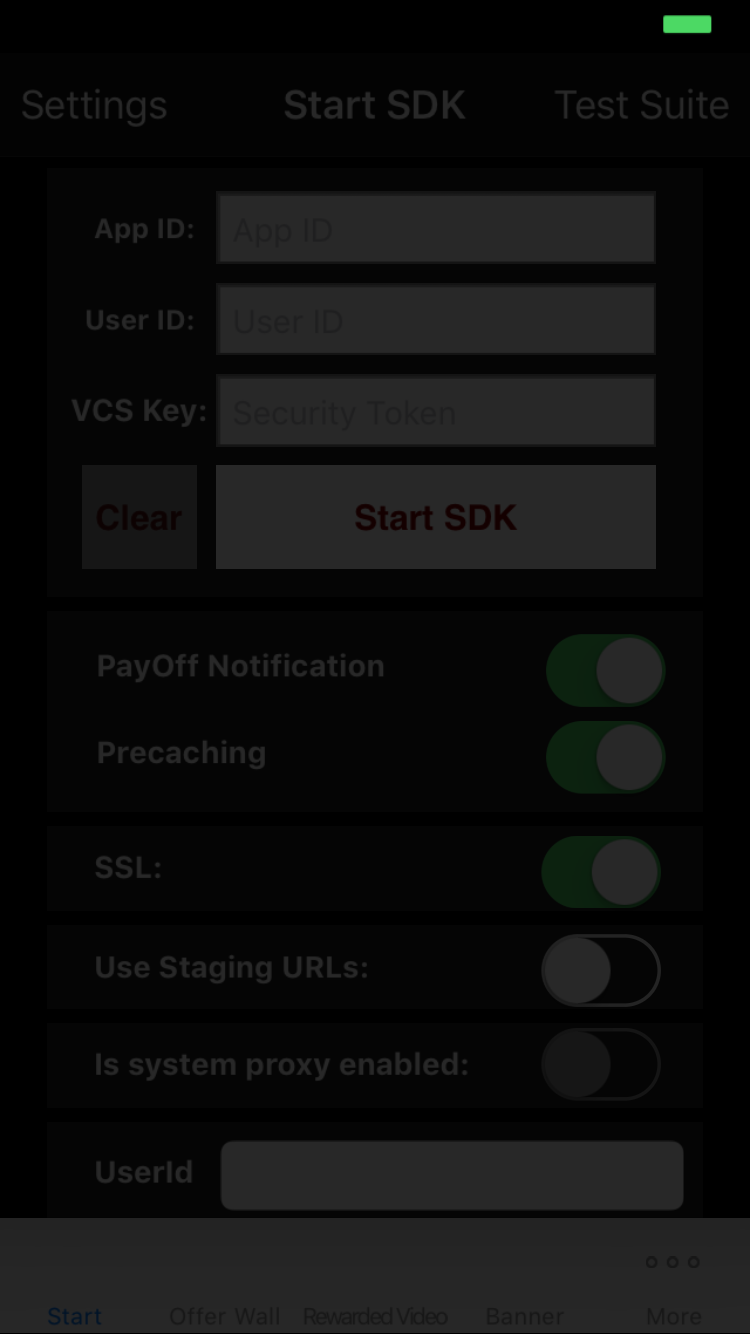 Settings Start SDK Test Suite
App ID: App ID
User ID: User ID
VCS Key: Security Token
Clear Start SDK
PayOff Notification
Precaching
SSL:
Use Staging URLs:
Is system proxy enabled:
UserId
Start Offer Wall Rewarded Video Banner More